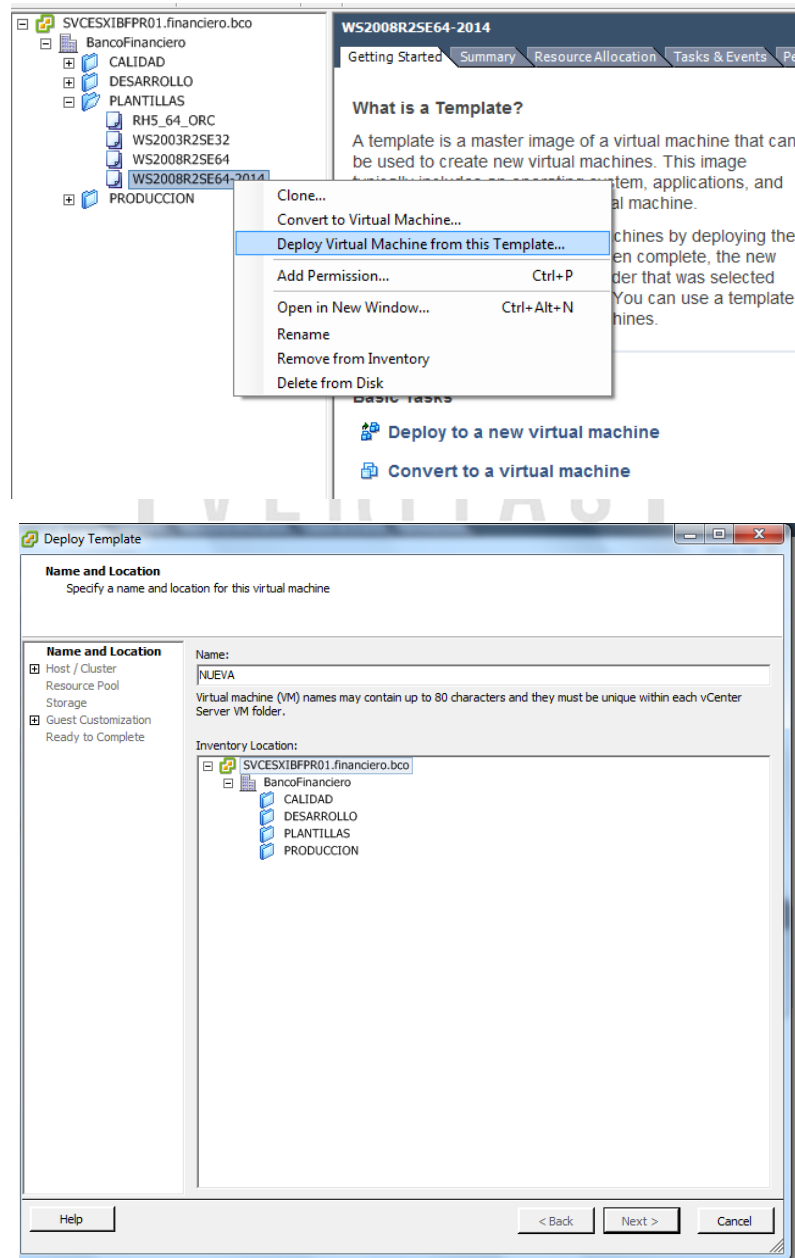 SVCESXIBFPR01.financiero.bco
BancoFinanciero
CALIDAD
DESARROLLO
PLANTILLAS
RH5_64_ORC
WS2003R2SE32
WS2008R2SE64
WS2008R2SE64-2014
PRODUCCION
Clone...
Convert to Virtual Machine...
Deploy Virtual Machine from this Template...
Add Permission... Ctrl+P
Open in New Window... Ctrl+Alt+N
Rename
Remove from Inventory
Delete from Disk
WS2008R2SE64-2014
Getting Started Summary Resource Allocation Tasks & Events
What is a Template?
A template is a master image of a virtual machine that can
be used to create new virtual machines. This image
typically includes an operating system, applications, and
al machine.
chines by deploying the
en complete, the new
der that was selected
You can use a template
hines.
Basic Tasks
Deploy to a new virtual machine
Convert to a virtual machine
Deploy Template
Name and Location
Specify a name and location for this virtual machine
Name and Location
Host / Cluster
Resource Pool
Storage
Guest Customization
Ready to Complete
Name:
NUEVA
Virtual machine (VM) names may contain up to 80 characters and they must be unique within each vCenter
Server VM folder.
Inventory Location:
SVCESXIBFPR01.financiero.bco
BancoFinanciero
CALIDAD
DESARROLLO
PLANTILLAS
PRODUCCION
Help < Back Next > Cancel